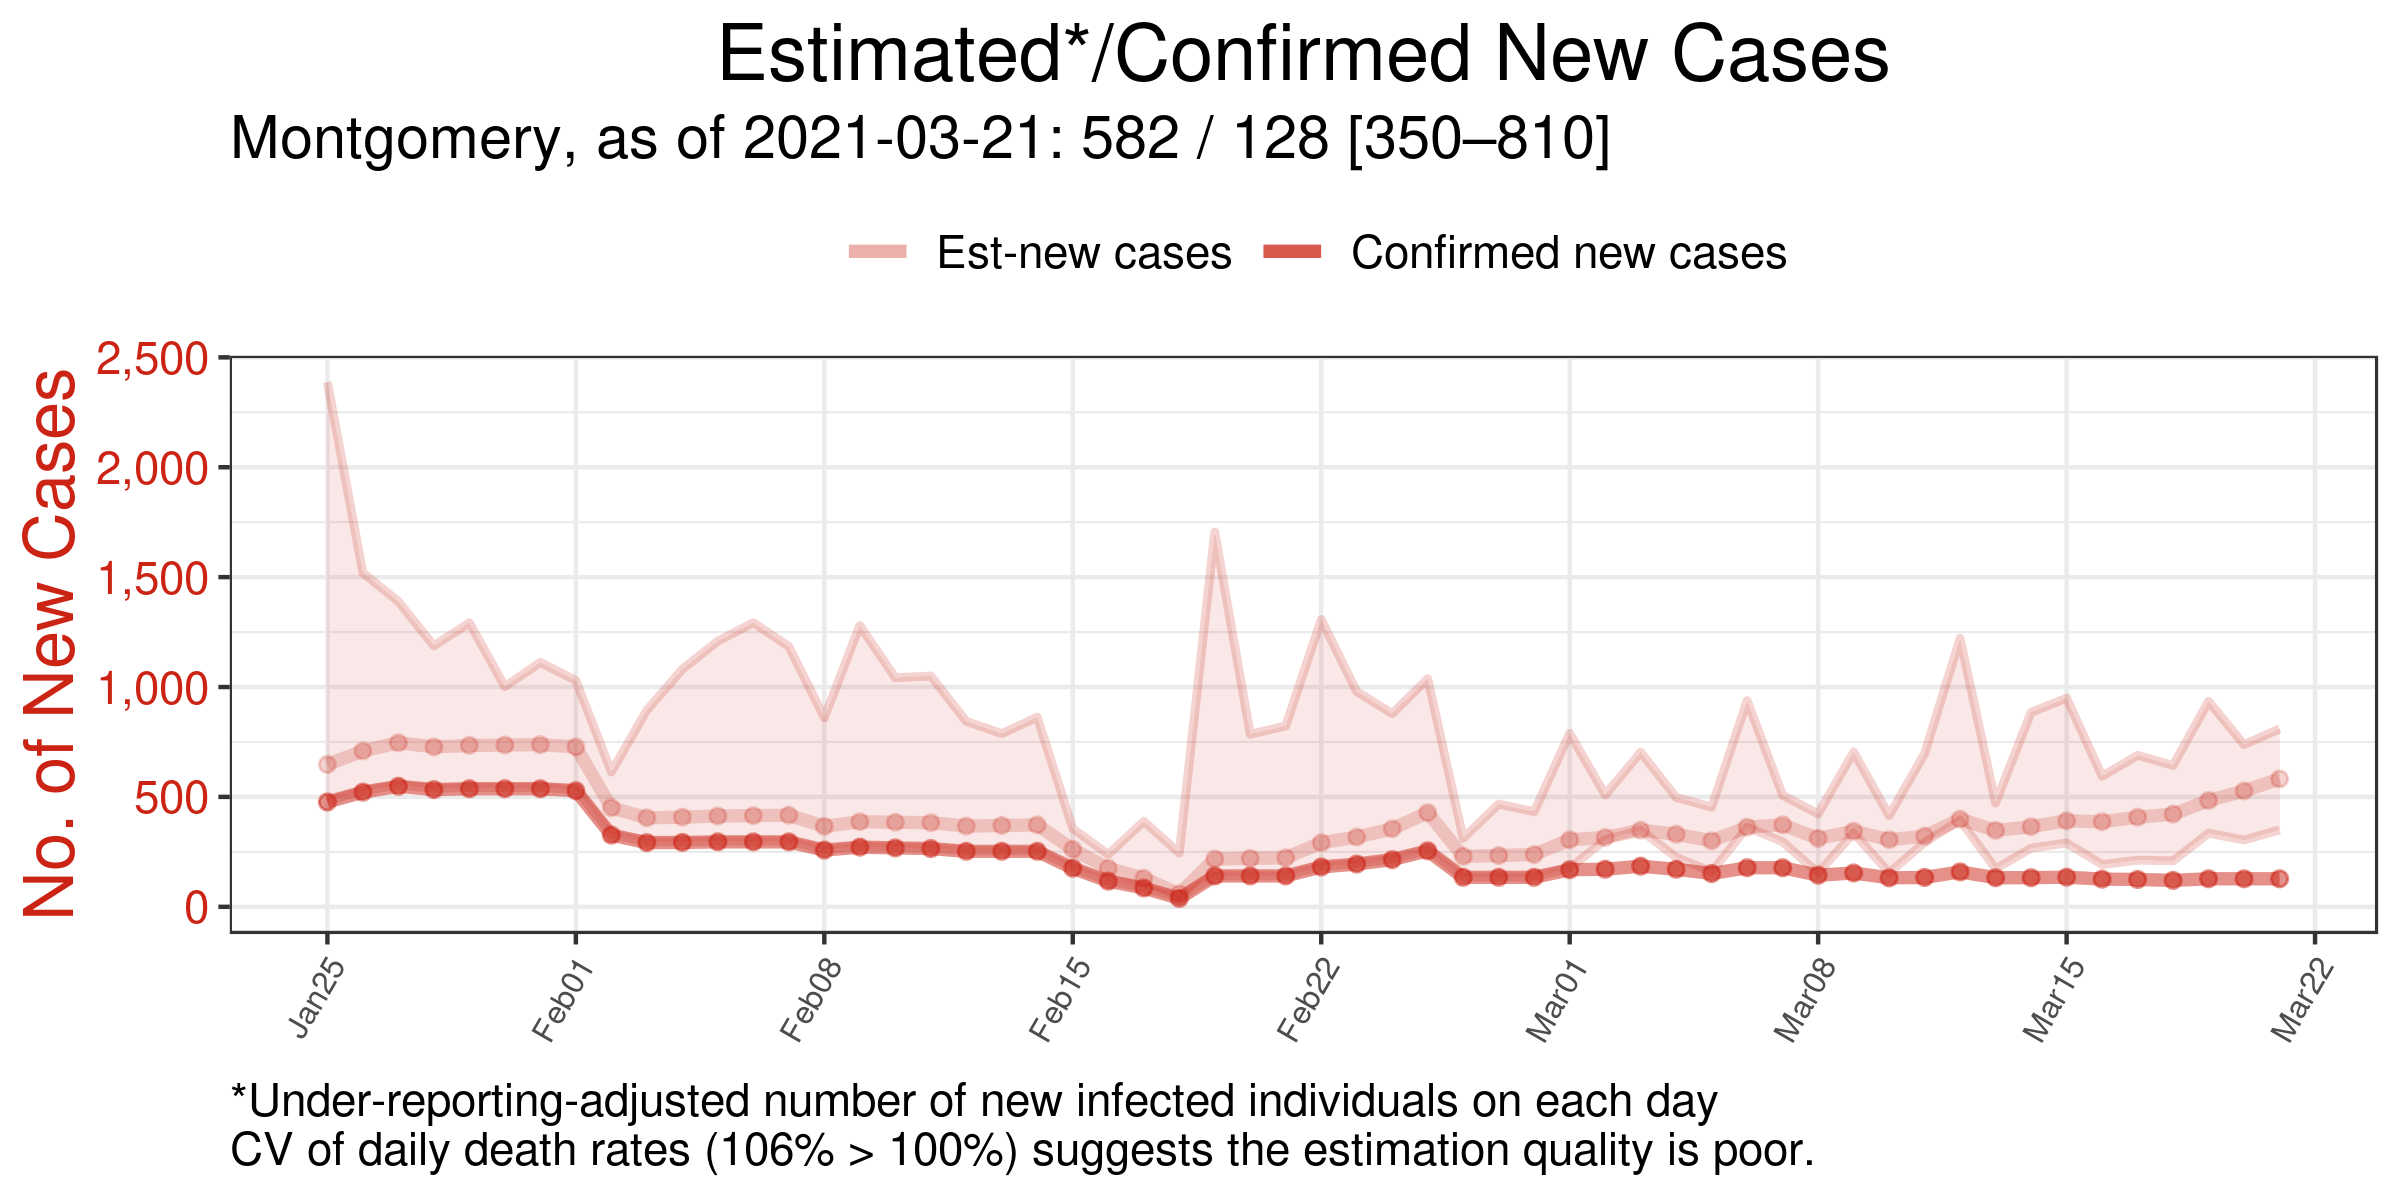 Estimated*/Confirmed New Cases
Montgomery, as of 2021-03-21: 582 / 128 [350–810]
Est-new cases Confirmed new cases
No. of New Cases
2,500
2,000
1,500
1,000
500
0
Jan25 Feb01 Feb08 Feb15 Feb22 Mar01 Mar08 Mar15 Mar22
*Under-reporting-adjusted number of new infected individuals on each day
CV of daily death rates (106% > 100%) suggests the estimation quality is poor.